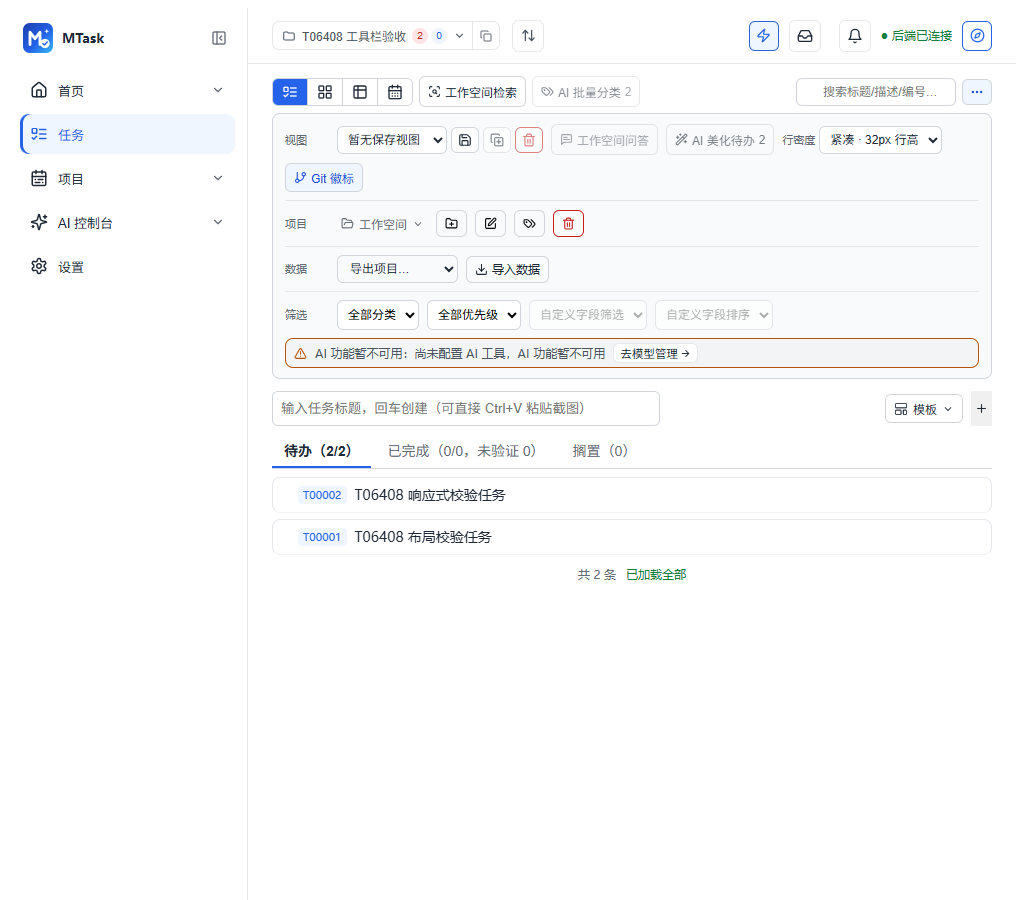 MTask
首页
任务
项目
AI 控制台
设置
T06408 工具栏验收 2 0
后端已连接
工作空间检索
AI 批量分类 2
搜索标题/描述/编号…
视图 暂无保存视图 工作空间问答 AI 美化待办 2 行密度 紧凑 · 32px 行高
Git 徽标
项目 工作空间
数据 导出项目… 导入数据
筛选 全部分类 全部优先级 自定义字段筛选 自定义字段排序
AI 功能暂不可用：尚未配置 AI 工具，AI 功能暂不可用 去模型管理 →
输入任务标题，回车创建（可直接 Ctrl+V 粘贴截图） 模板 +
待办（2/2） 已完成（0/0，未验证 0） 搁置（0）
T00002 T06408 响应式校验任务
T00001 T06408 布局校验任务
共 2 条 已加载全部